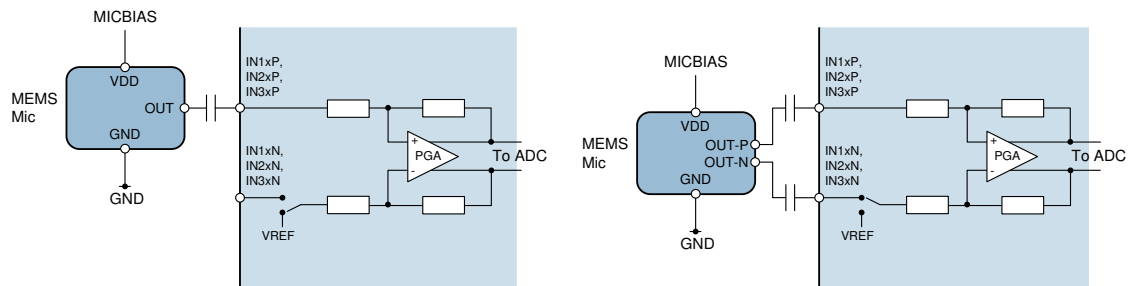 MICBIAS
MEMS
Mic
VDD
OUT
GND
GND
IN1xP,
IN2xP,
IN3xP
IN1xN,
IN2xN,
IN3xN
VREF
+
PGA
-
To ADC
MICBIAS
MEMS
Mic
VDD
OUT-P
OUT-N
GND
GND
IN1xP,
IN2xP,
IN3xP
IN1xN,
IN2xN,
IN3xN
VREF
+
PGA
-
To ADC